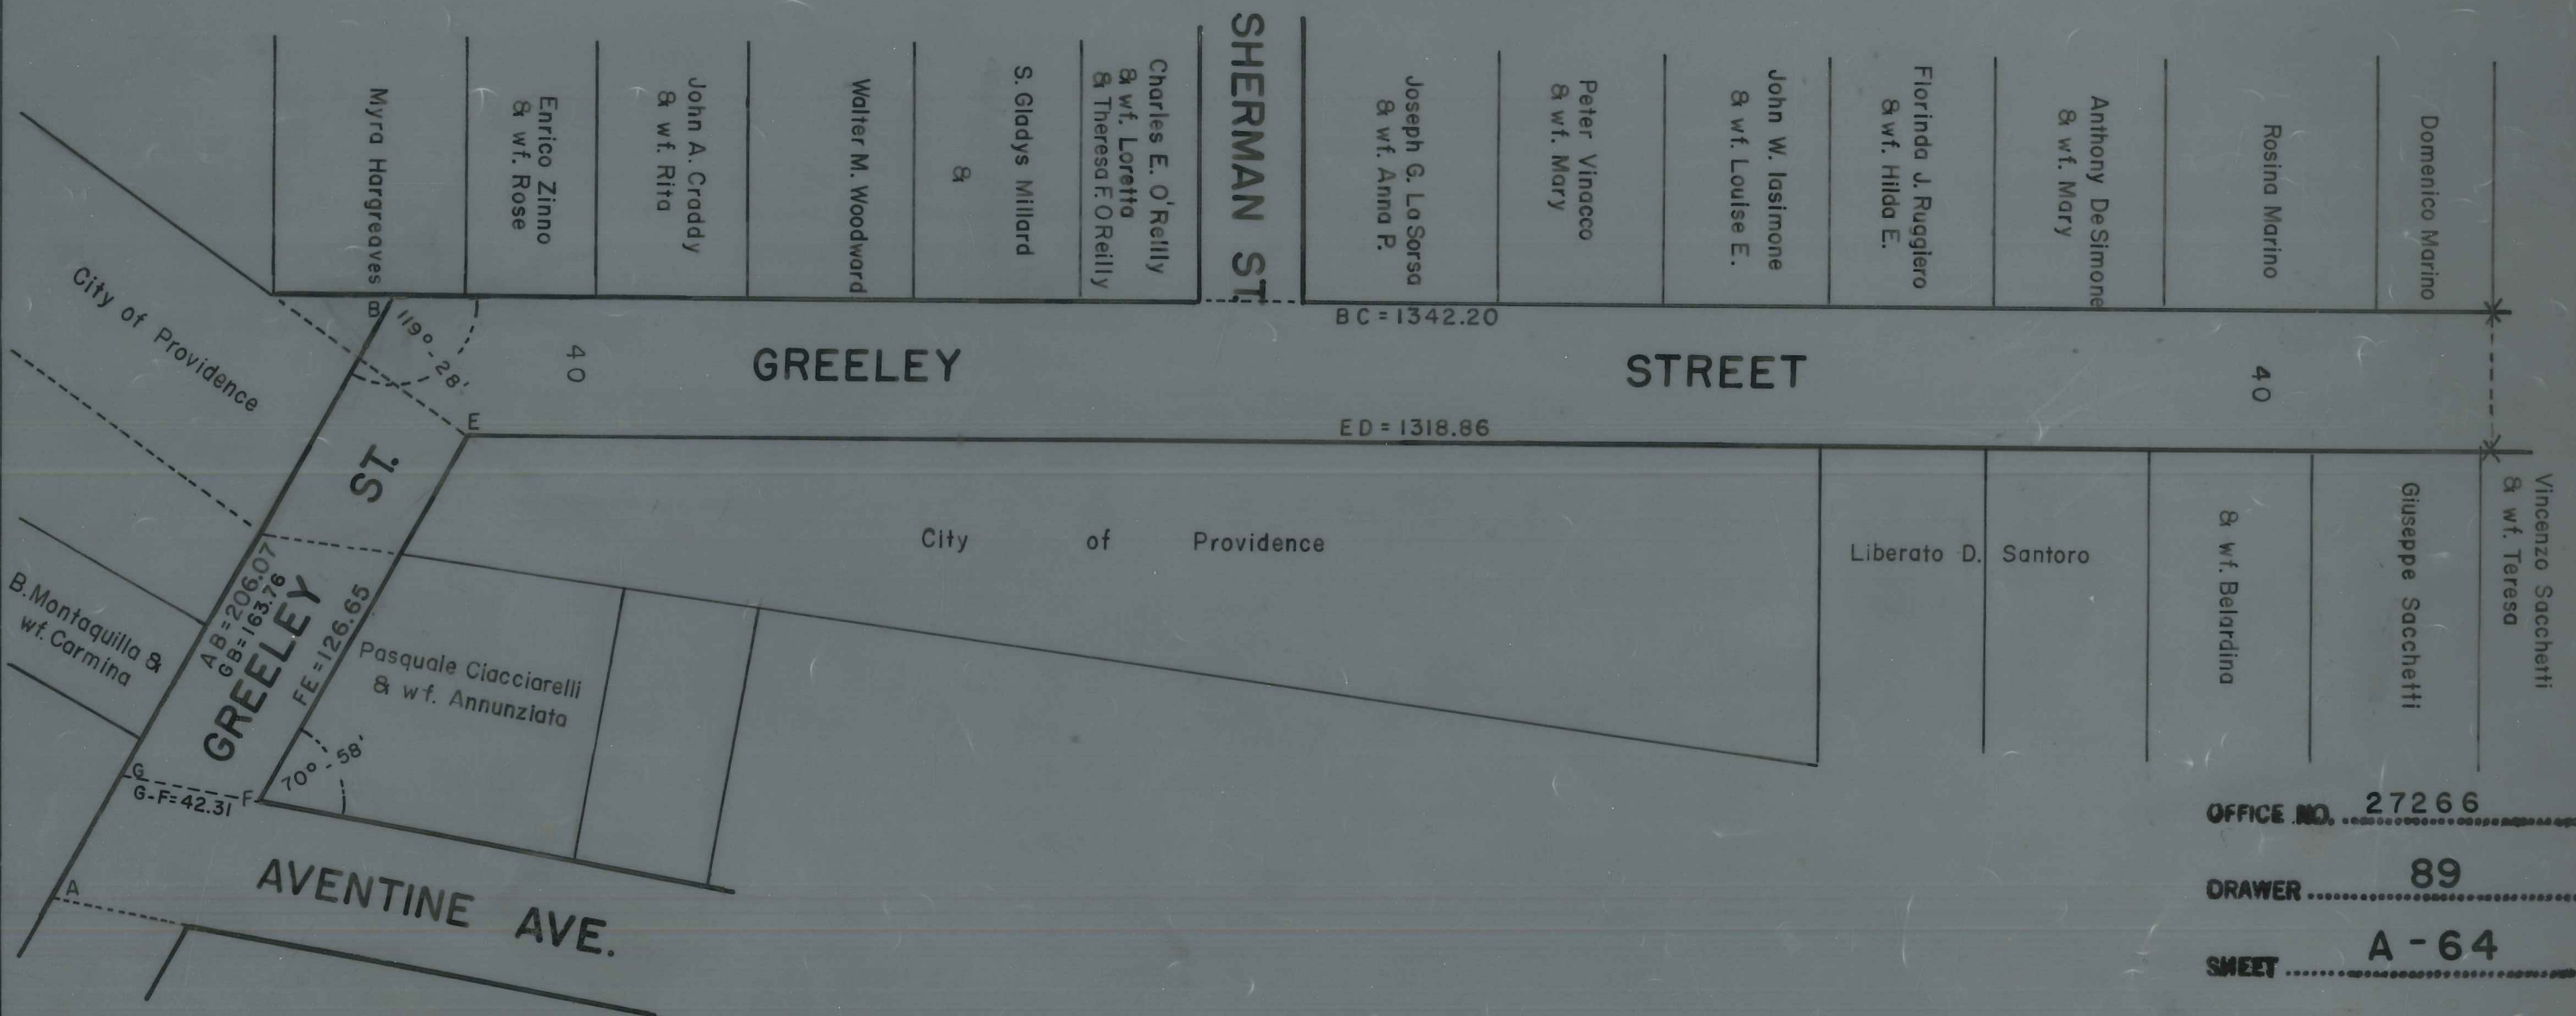 SHERMAN ST.
Myra Hargreaves
Enrico Zinno
& wf. Rose
John A. Craddy
& wf. Rita
Walter M. Woodward
&
S. Gladys Millard
Charles E. O'Reilly
& wf. Loretta
& Theresa F. O'Reilly
Joseph G. LaSorsa
& wf. Anna P.
Peter Vinacco
& wf. Mary
John W. Iasimone
& wf. Louise E.
Florinda J. Ruggiero
& wf. Hilda E.
Anthony DeSimone
& wf. Mary
Rosina Marino
Domenico Marino
City of Providence
B
119°-28'
BC = 1342.20
40
GREELEY STREET
40
E
ED = 1318.86
GREELEY ST.
AB = 206.07
GB = 163.76
FE = 126.65
City of Providence
Liberato D. Santoro
& wf. Belardina
Giuseppe Sacchetti
Vincenzo Sacchetti
& wf. Teresa
B. Montaquilla &
wf. Carmina
Pasquale Ciacciarelli
& wf. Annunziata
70°-58'
G
G-F = 42.31
F
A
AVENTINE AVE.
OFFICE NO. 27266
DRAWER 89
SHEET A-64